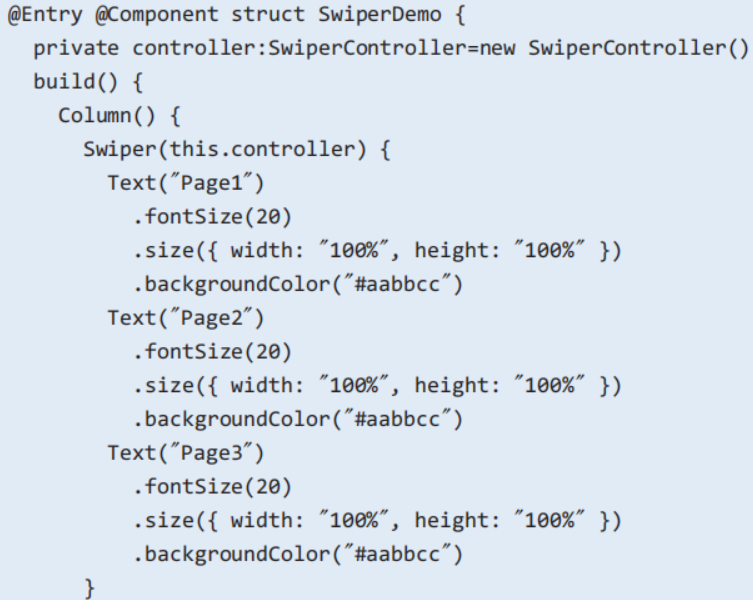 @Entry @Component struct SwiperDemo {
  private controller:SwiperController=new SwiperController()
  build() {
    Column() {
      Swiper(this.controller) {
        Text(″Page1″)
          .fontSize(20)
          .size({ width: ″100%″, height: ″100%″ })
          .backgroundColor(″#aabbcc″)
        Text(″Page2″)
          .fontSize(20)
          .size({ width: ″100%″, height: ″100%″ })
          .backgroundColor(″#aabbcc″)
        Text(″Page3″)
          .fontSize(20)
          .size({ width: ″100%″, height: ″100%″ })
          .backgroundColor(″#aabbcc″)
      }